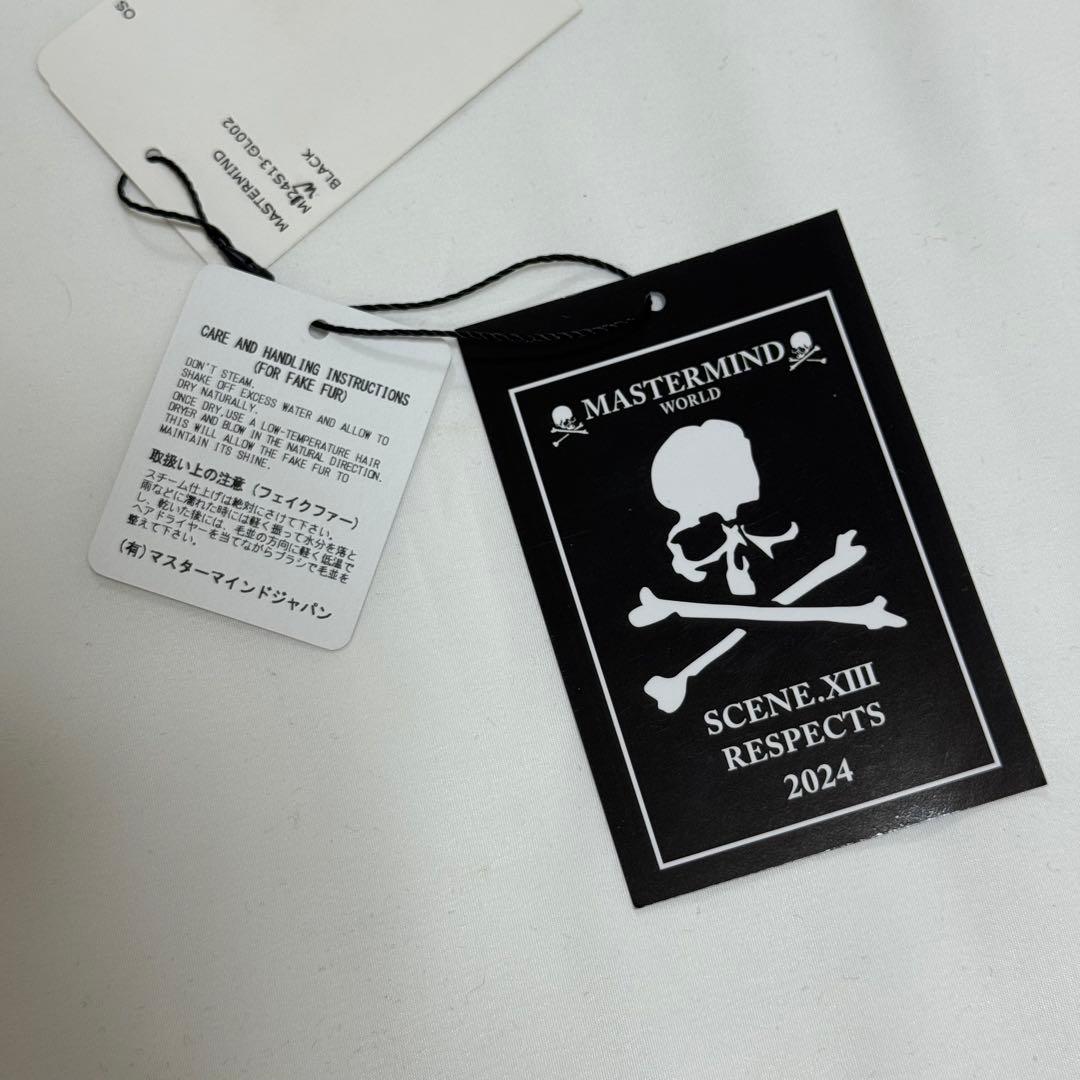 OS
MASTERMIND
MW24S13-GL002
BLACK
CARE AND HANDLING INSTRUCTIONS
(FOR FAKE FUR)
DON'T STEAM.
SHAKE OFF EXCESS WATER AND ALLOW TO
DRY NATURALLY.
ONCE DRY,USE A LOW-TEMPERATURE HAIR
DRYER AND BLOW IN THE NATURAL DIRECTION.
THIS WILL ALLOW THE FAKE FUR TO
MAINTAIN ITS SHINE.
取扱い上の注意(フェイクファー)
スチーム仕上げは絶対にさけて下さい。
雨などに濡れた時には軽く振って水分を落と
し、乾いた後には、毛並の方向に軽く低温で
ヘアドライヤーを当てながらブラシで毛並を
整えて下さい。
(有)マスターマインドジャパン
MASTERMIND
WORLD
SCENE.XIII
RESPECTS
2024